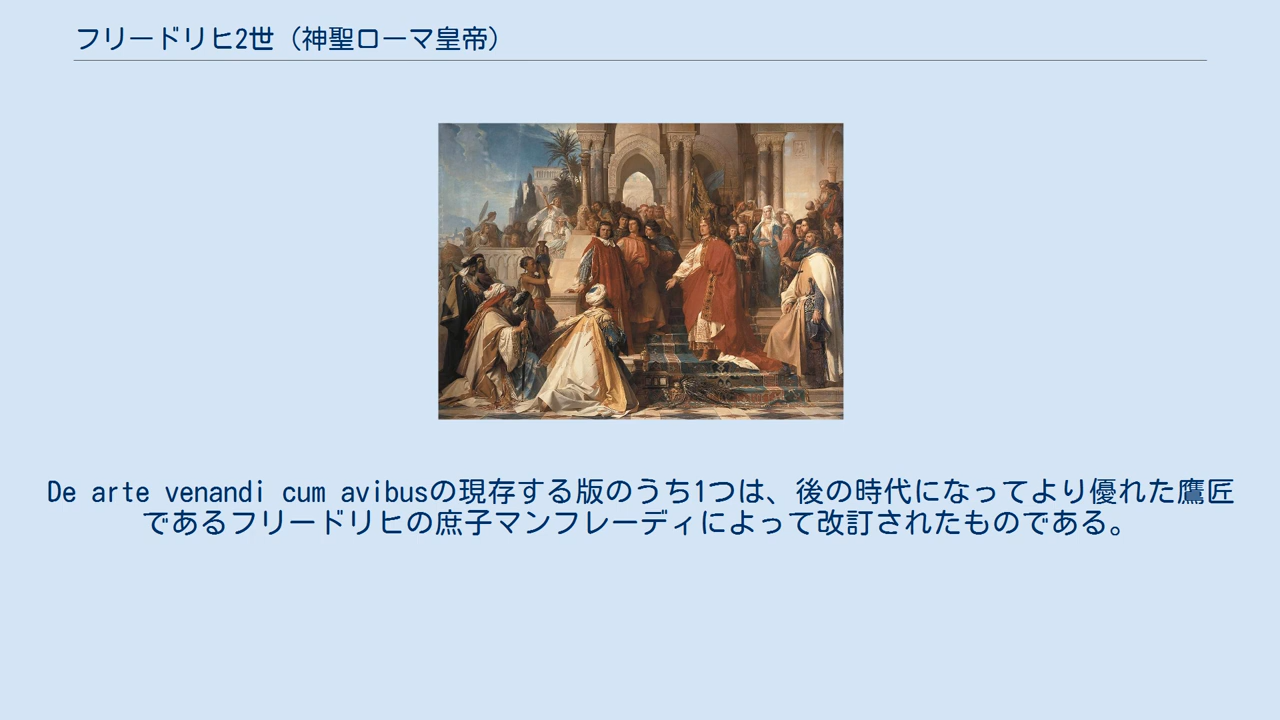 フリードリヒ2世（神聖ローマ皇帝）
De arte venandi cum avibusの現存する版のうち1つは、後の時代になってより優れた鷹匠
であるフリードリヒの庶子マンフレーディによって改訂されたものである。